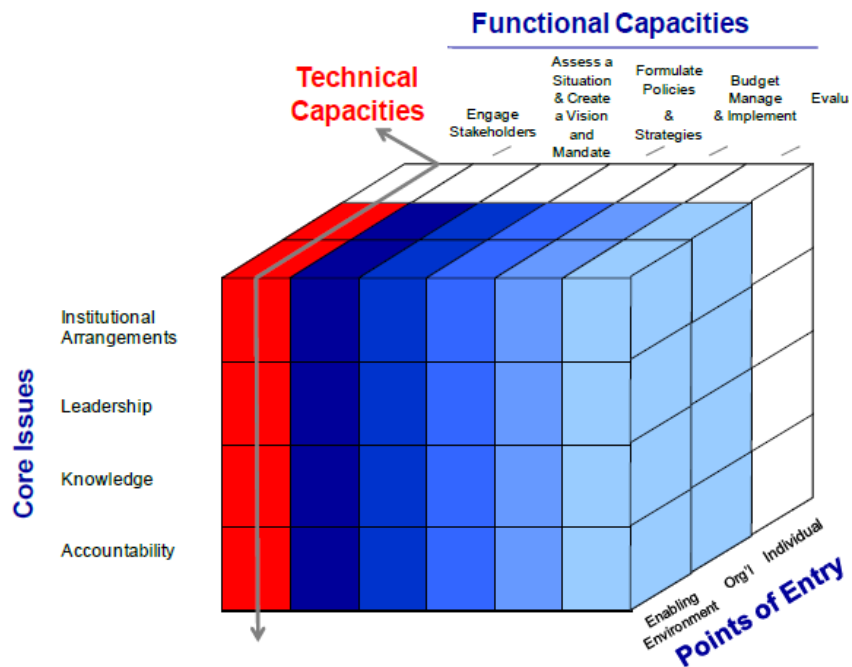 Functional Capacities
Technical
Capacities
Engage
Stakeholders
Assess a
Situation
& Create
a Vision
and
Mandate
Formulate
Policies
&
Strategies
Budget
Manage
& Implement
Evalu
Core Issues
Institutional
Arrangements
Leadership
Knowledge
Accountability
Enabling
Environment
Org'l
Individual
Points of Entry